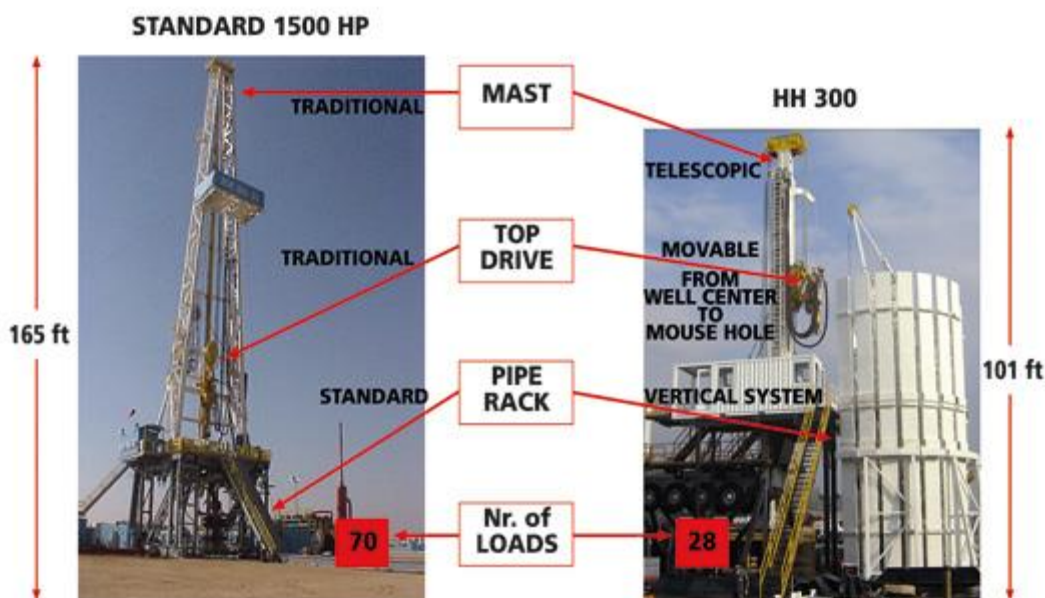 STANDARD 1500 HP
HH 300
MAST
TRADITIONAL
TELESCOPIC
TOP
DRIVE
TRADITIONAL
MOVABLE
FROM
WELL CENTER
TO
MOUSE HOLE
165 ft
101 ft
PIPE
RACK
STANDARD
VERTICAL SYSTEM
Nr. of
LOADS
70
28